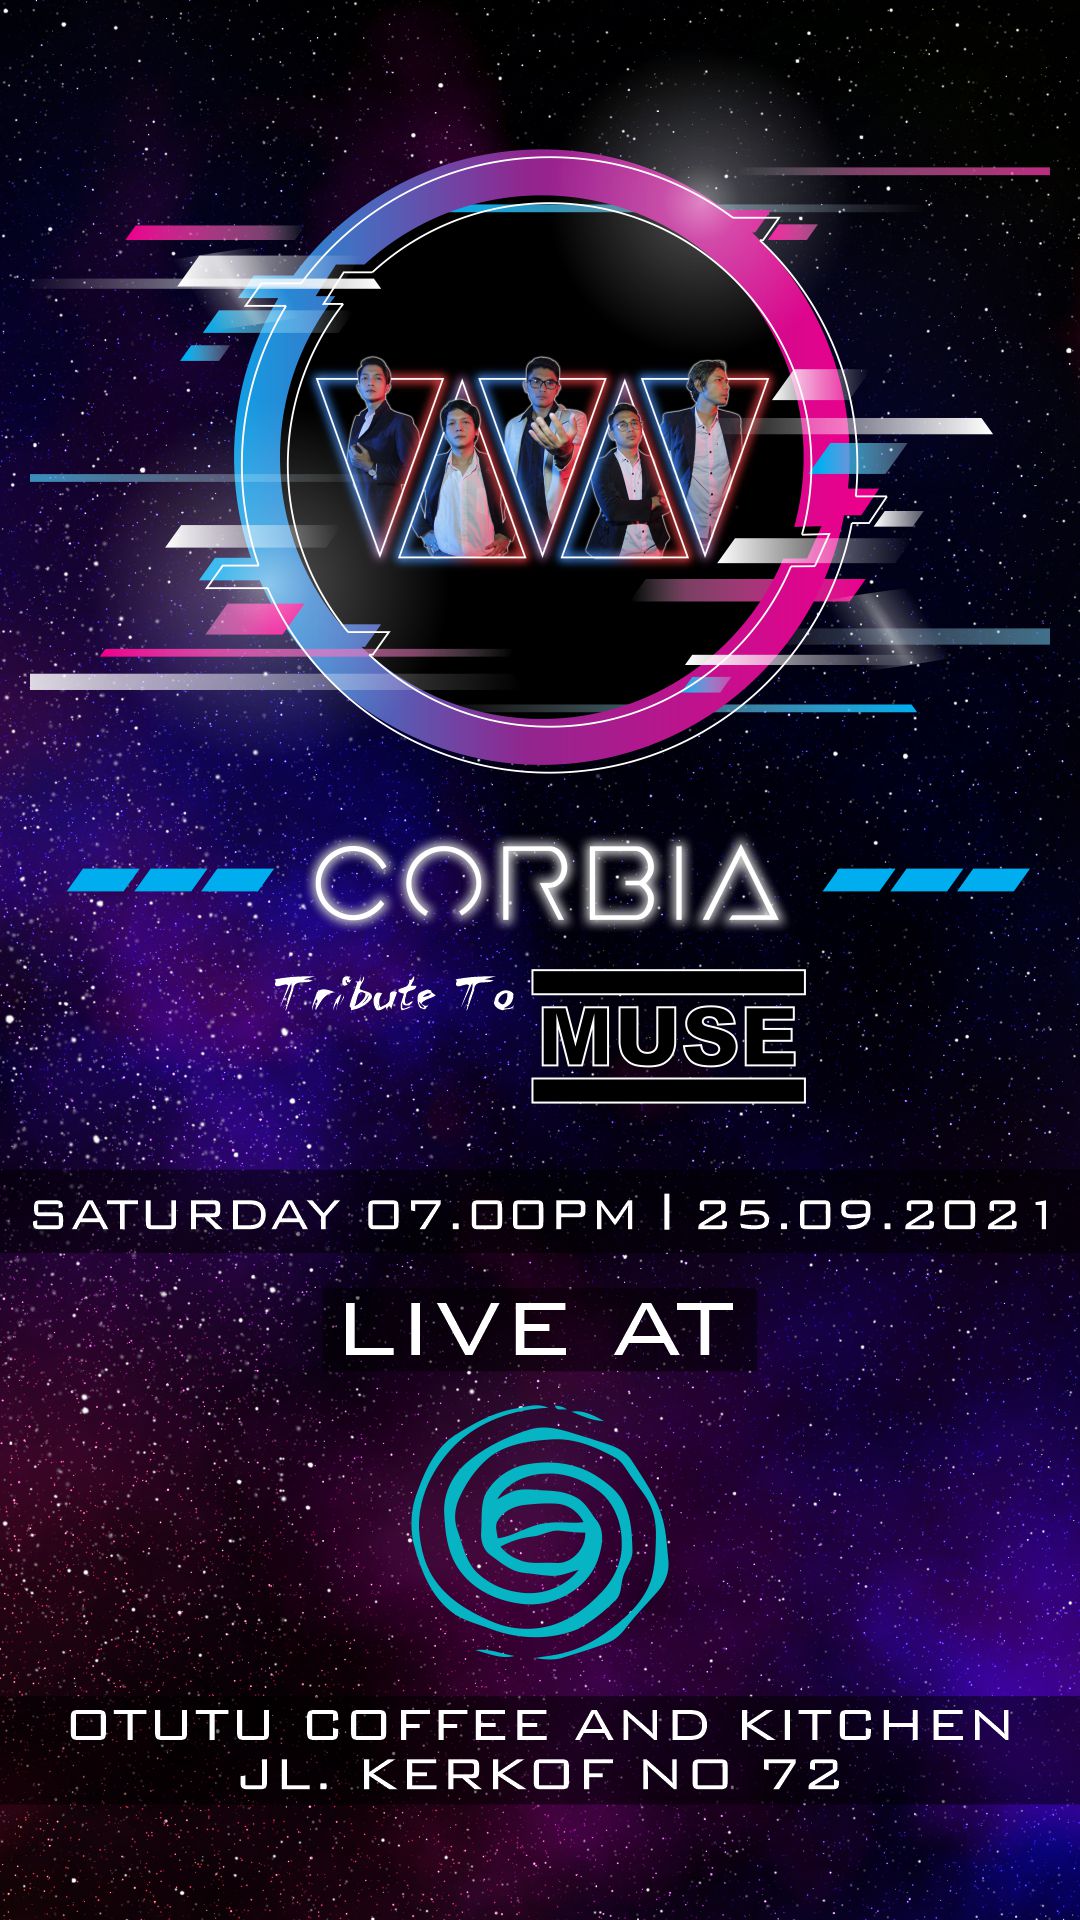 CORBIA
Tribute To MUSE
SATURDAY 07.00PM | 25.09.2021
LIVE AT
OTUTU COFFEE AND KITCHEN
JL. KERKOF NO 72